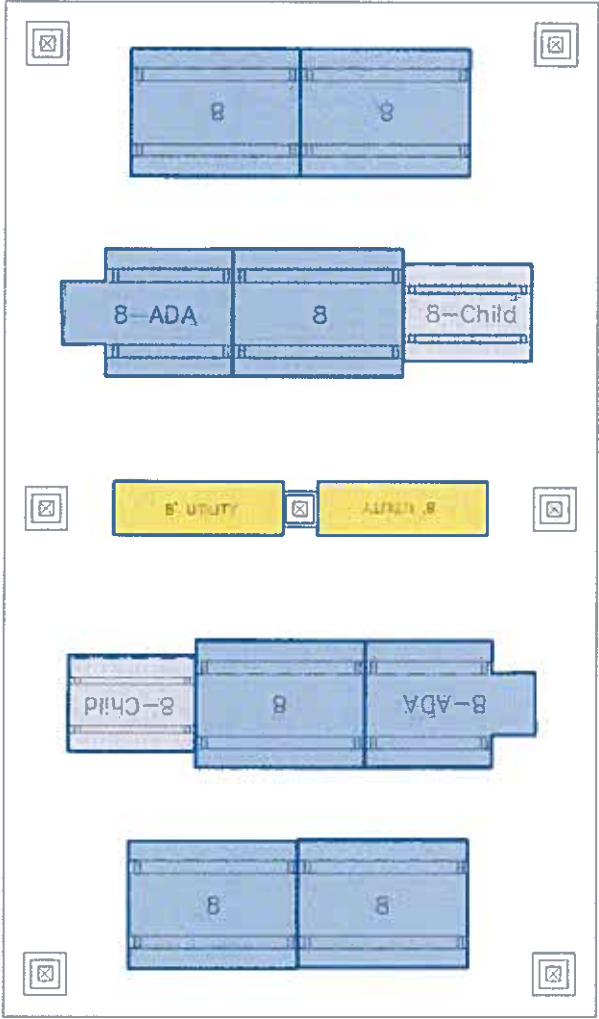 8 8
8-ADA 8 8-Child
8' UTILITY 8' UTILITY
8-Child 8 8-ADA
8 8